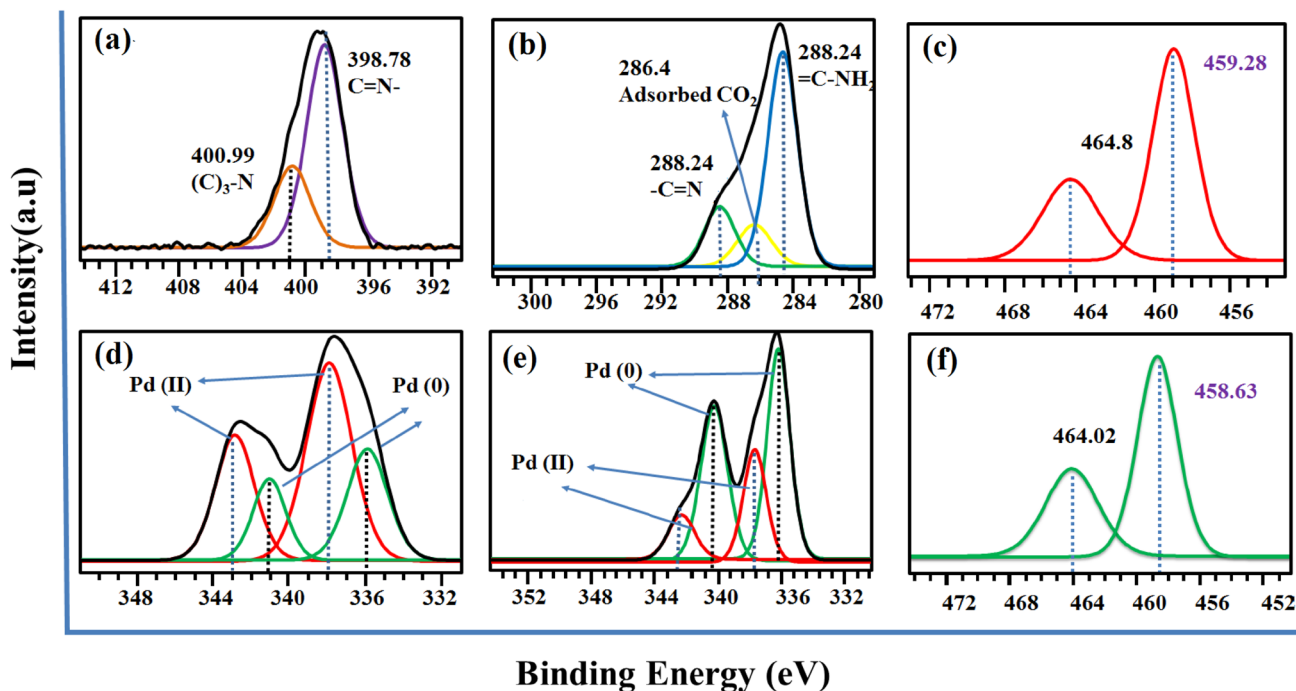 Intensity(a.u)
(a)
398.78
C=N-
400.99
(C)₃-N
412 408 404 400 396 392
(b)
286.4
Adsorbed CO₂
288.24
=C-NH₂
288.24
-C=N
300 296 292 288 284 280
(c)
459.28
464.8
472 468 464 460 456
(d)
Pd (II)
Pd (0)
348 344 340 336 332
(e)
Pd (0)
Pd (II)
352 348 344 340 336 332
(f)
458.63
464.02
472 468 464 460 456 452
Binding Energy (eV)